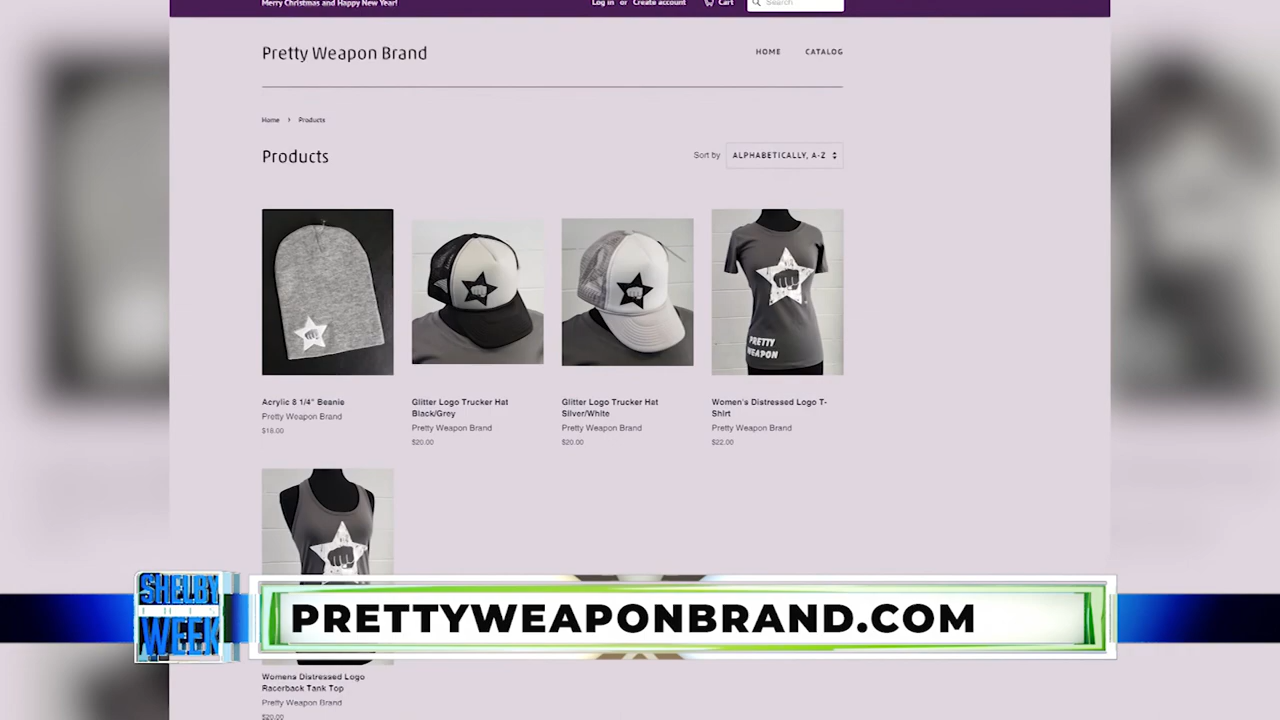 Merry Christmas and Happy New Year!
Log in or Create account
Cart
Search
Pretty Weapon Brand
HOME
CATALOG
Home › Products
Products
Sort by
ALPHABETICALLY, A-Z
Acrylic 8 1/4" Beanie
Pretty Weapon Brand
$18.00
Glitter Logo Trucker Hat
Black/Grey
Pretty Weapon Brand
$20.00
Glitter Logo Trucker Hat
Silver/White
Pretty Weapon Brand
$20.00
PRETTY
WEAPON
Women's Distressed Logo T-
Shirt
Pretty Weapon Brand
$22.00
SHELBY
THIS
WEEK
PRETTYWEAPONBRAND.COM
Womens Distressed Logo
Racerback Tank Top
Pretty Weapon Brand
$20.00